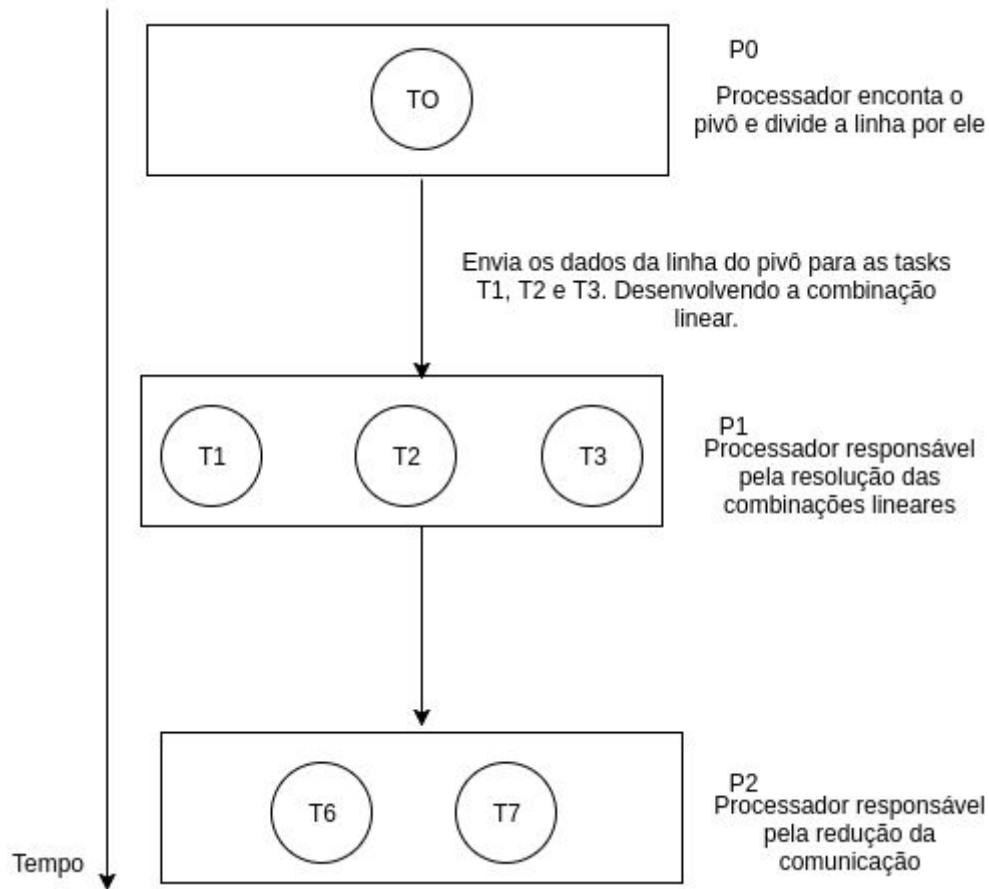 TO
P0
Processador enconta o
pivô e divide a linha por ele
Envia os dados da linha do pivô para as tasks
T1, T2 e T3. Desenvolvendo a combinação
linear.
T1
T2
T3
P1
Processador responsável
pela resolução das
combinações lineares
T6
T7
P2
Processador responsável
pela redução da
comunicação
Tempo